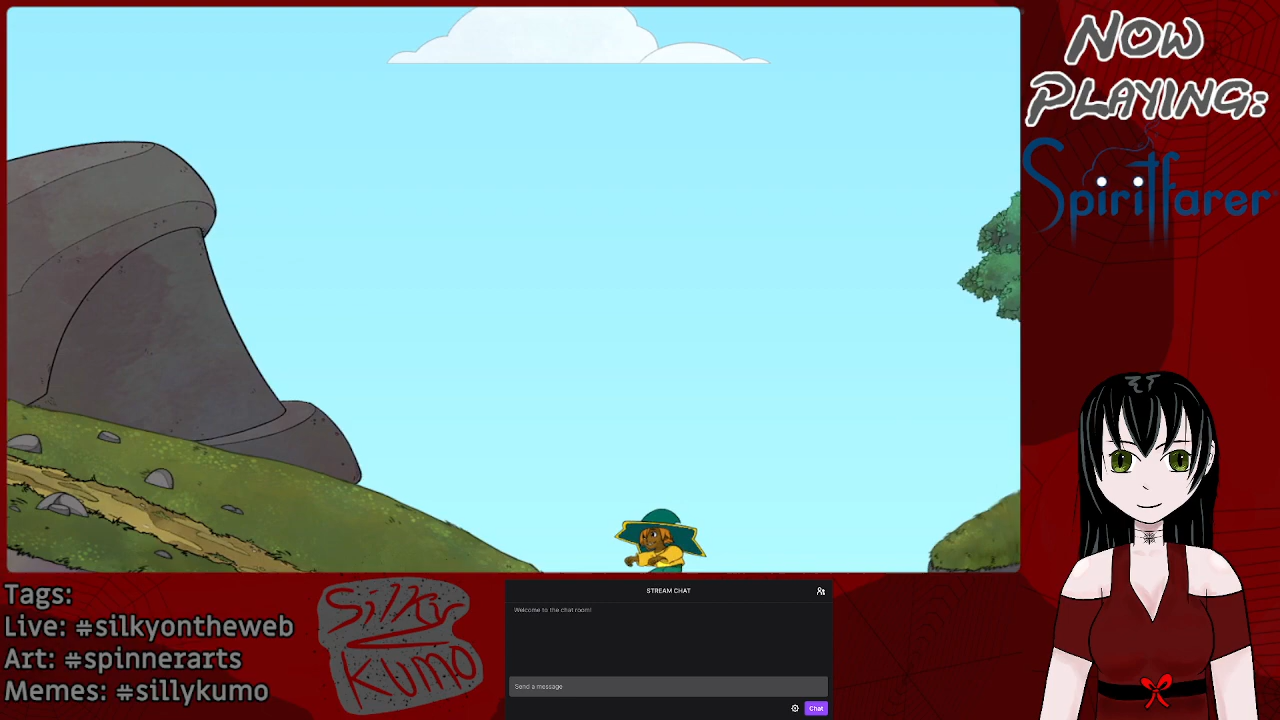 Now
Playing:
Spiritfarer
Tags:
Live: #silkyontheweb
Art: #spinnerarts
Memes: #sillykumo
Silky
Kumo
STREAM CHAT
Welcome to the chat room!
Send a message
Chat